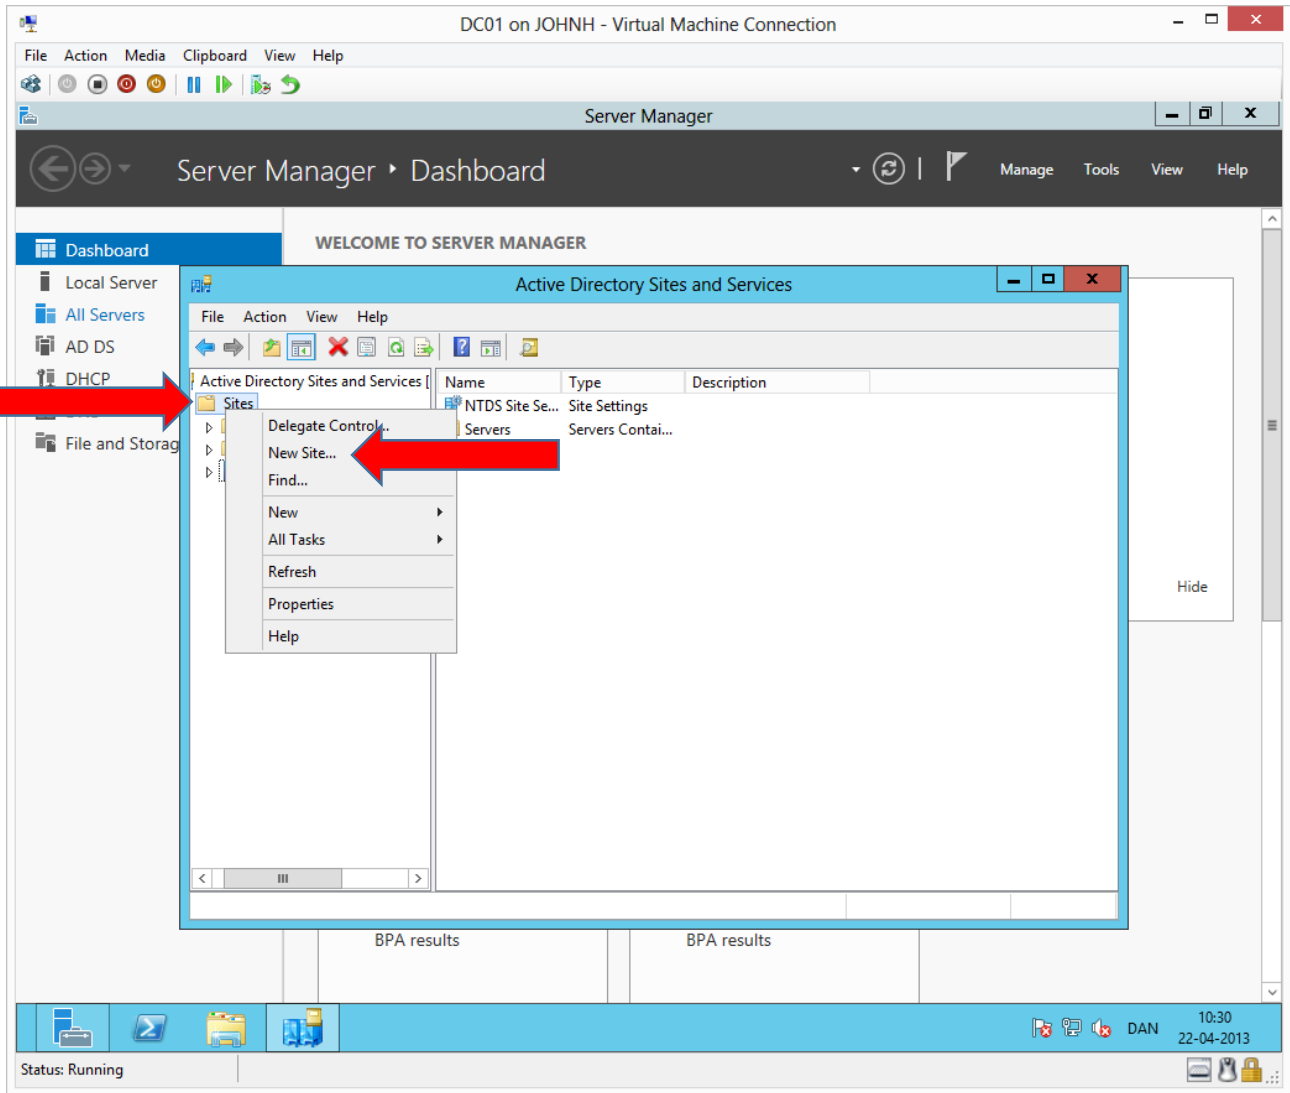 DC01 on JOHNH - Virtual Machine Connection
File Action Media Clipboard View Help
Server Manager
Server Manager • Dashboard
Manage Tools View Help
Dashboard
WELCOME TO SERVER MANAGER
Local Server
All Servers
AD DS
DHCP
File and Storag
Active Directory Sites and Services
File Action View Help
Active Directory Sites and Services [
Name Type Description
Sites
NTDS Site Se... Site Settings
Servers Servers Contai...
Delegate Control...
New Site...
Find...
New
All Tasks
Refresh
Properties
Help
Hide
BPA results
BPA results
DAN
10:30
22-04-2013
Status: Running